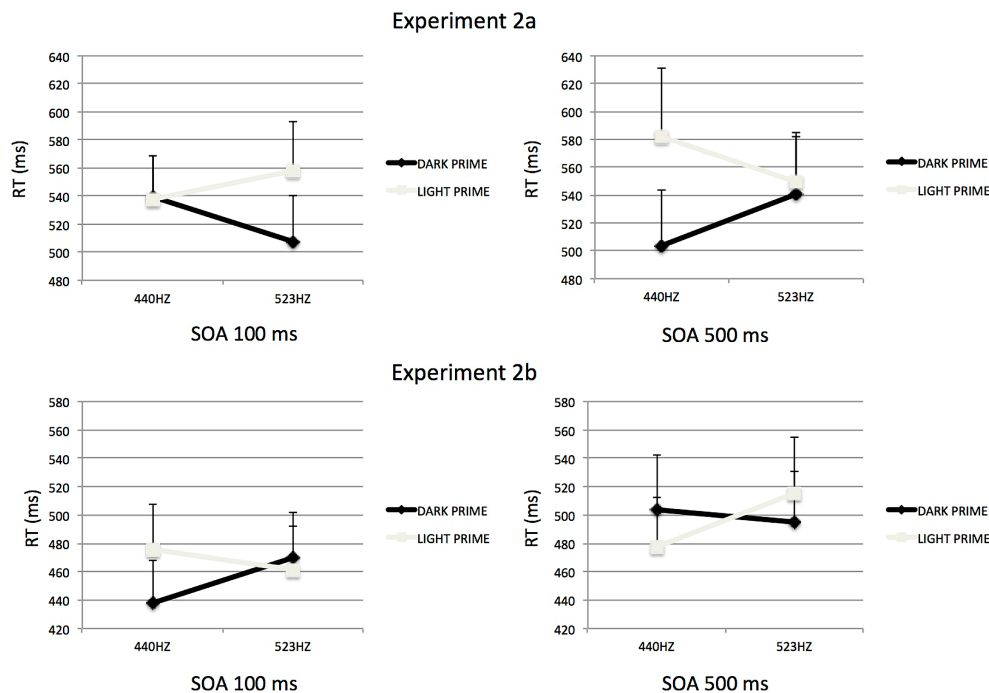 Experiment 2a
RT (ms)
640
620
600
580
560
540
520
500
480
440HZ 523HZ
DARK PRIME
LIGHT PRIME
SOA 100 ms
RT (ms)
640
620
600
580
560
540
520
500
480
440HZ 523HZ
DARK PRIME
LIGHT PRIME
SOA 500 ms
Experiment 2b
RT (ms)
580
560
540
520
500
480
460
440
420
440HZ 523HZ
DARK PRIME
LIGHT PRIME
SOA 100 ms
RT (ms)
580
560
540
520
500
480
460
440
420
440HZ 523HZ
DARK PRIME
LIGHT PRIME
SOA 500 ms